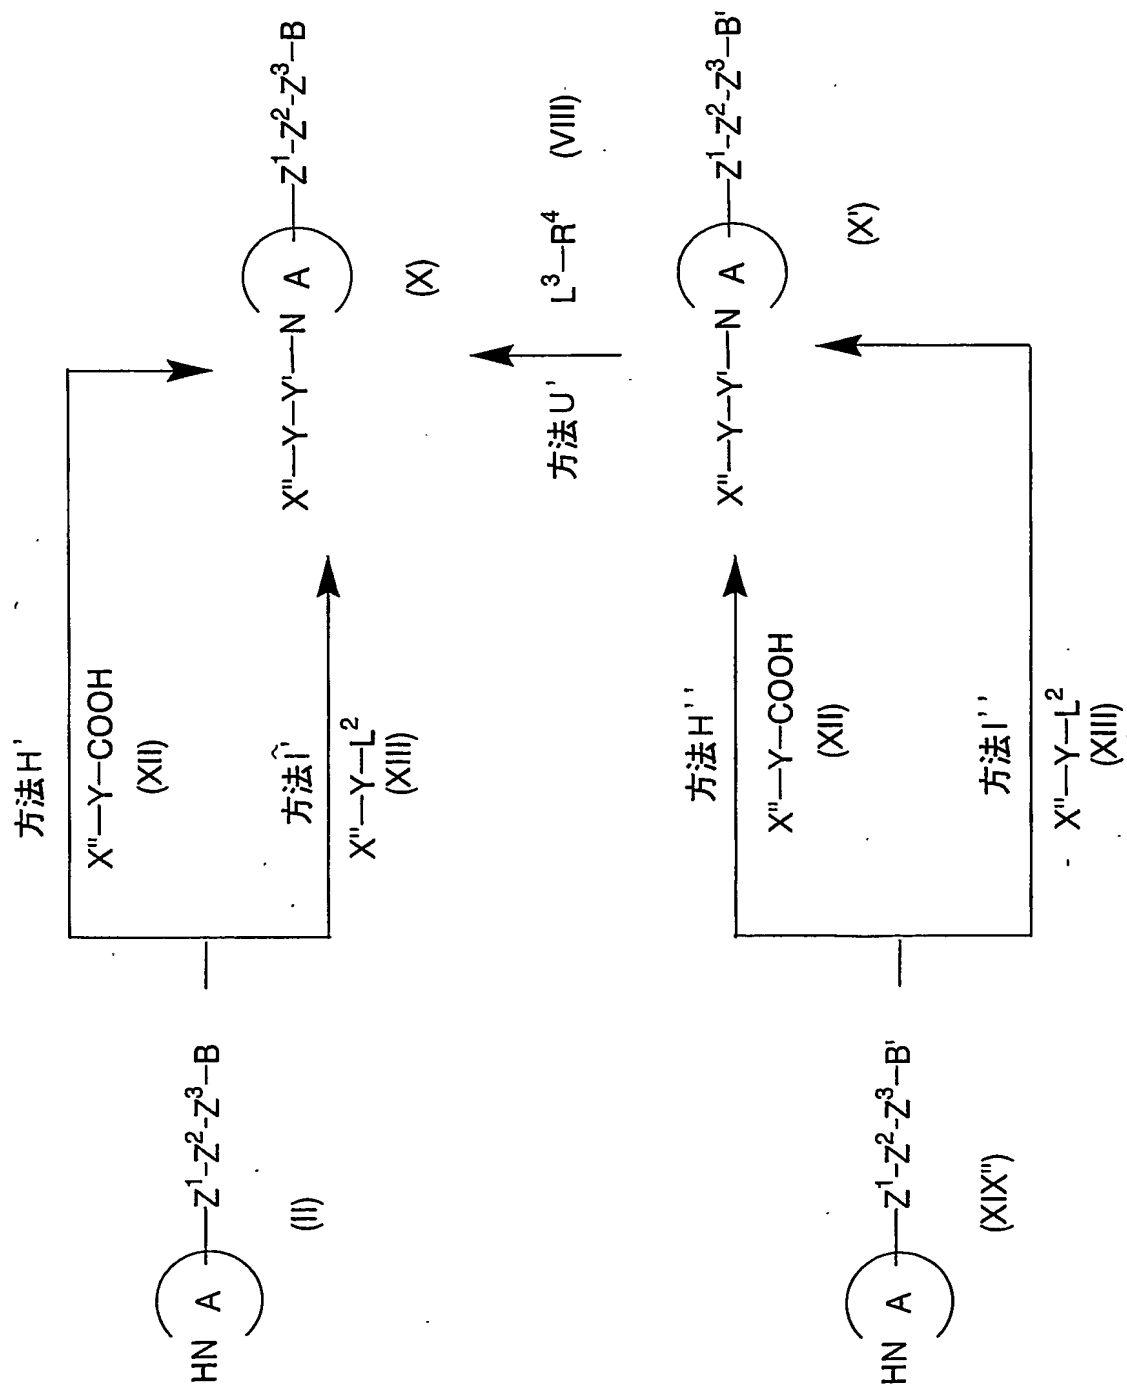 方法H'
X"—Y—COOH
(XII)
HN A —Z¹-Z²-Z³—B
(II)
方法I'
X"—Y—L²
(XIII)
X"—Y—Y'—N A —Z¹-Z²-Z³—B
(X)
方法U' L³—R⁴ (VIII)
方法H''
X"—Y—COOH
(XII)
X"—Y—Y'—N A —Z¹-Z²-Z³—B'
(X')
HN A —Z¹-Z²-Z³—B'
(XIX")
方法I''
X"—Y—L²
(XIII)